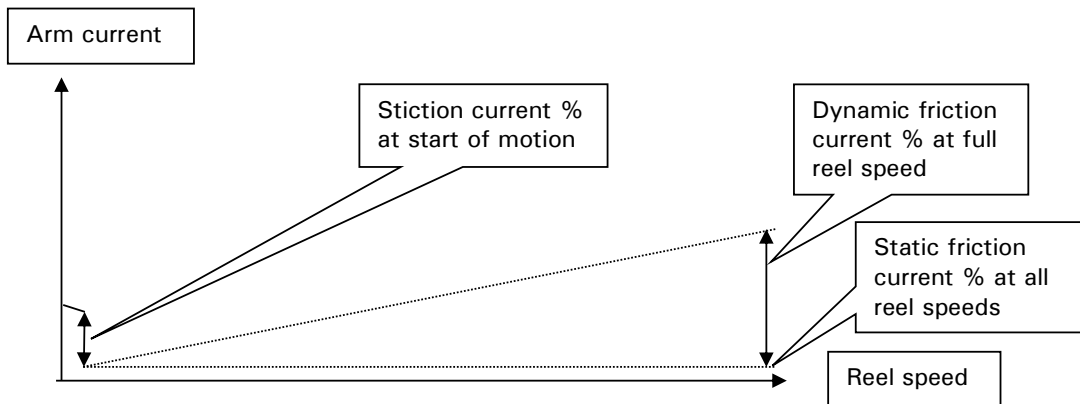 Arm current
Stiction current %
at start of motion
Dynamic friction
current % at full
reel speed
Static friction
current % at all
reel speeds
Reel speed